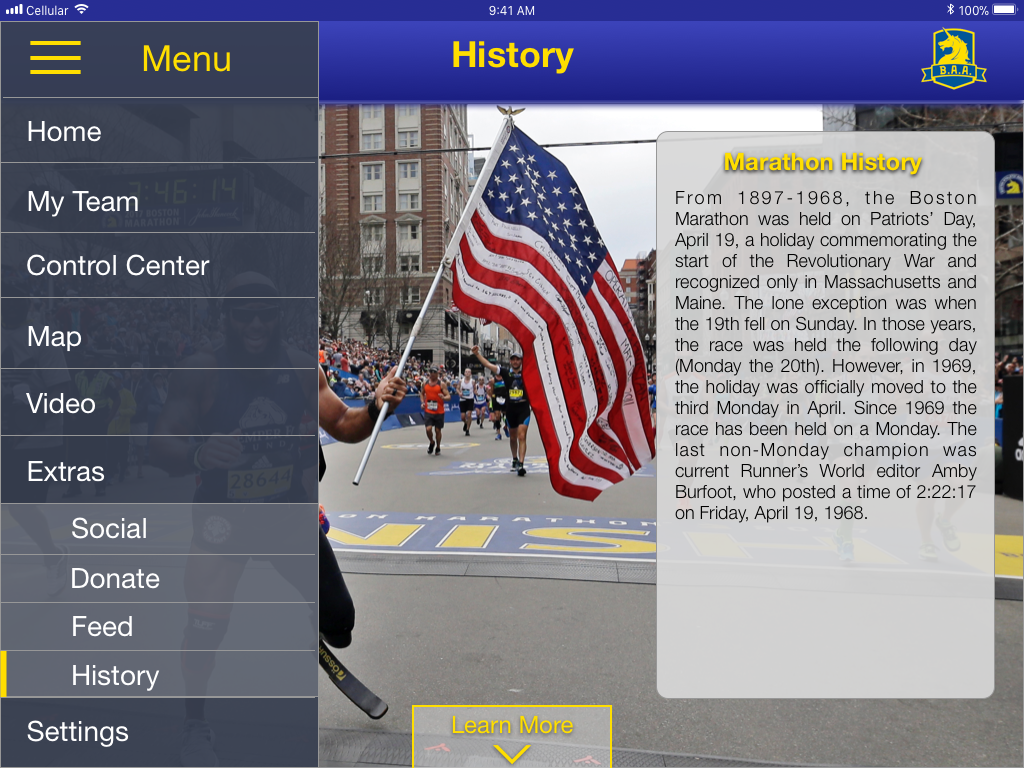 Cellular
9:41 AM
100%
Menu
History
B.A.A.
Home
My Team
Control Center
Map
Video
Extras
Social
Donate
Feed
History
Settings
28644
Marathon History
From 1897-1968, the Boston
Marathon was held on Patriots’ Day,
April 19, a holiday commemorating the
start of the Revolutionary War and
recognized only in Massachusetts and
Maine. The lone exception was when
the 19th fell on Sunday. In those years,
the race was held the following day
(Monday the 20th). However, in 1969,
the holiday was officially moved to the
third Monday in April. Since 1969 the
race has been held on a Monday. The
last non-Monday champion was
current Runner’s World editor Amby
Burfoot, who posted a time of 2:22:17
on Friday, April 19, 1968.
ON MARATHON
Learn More